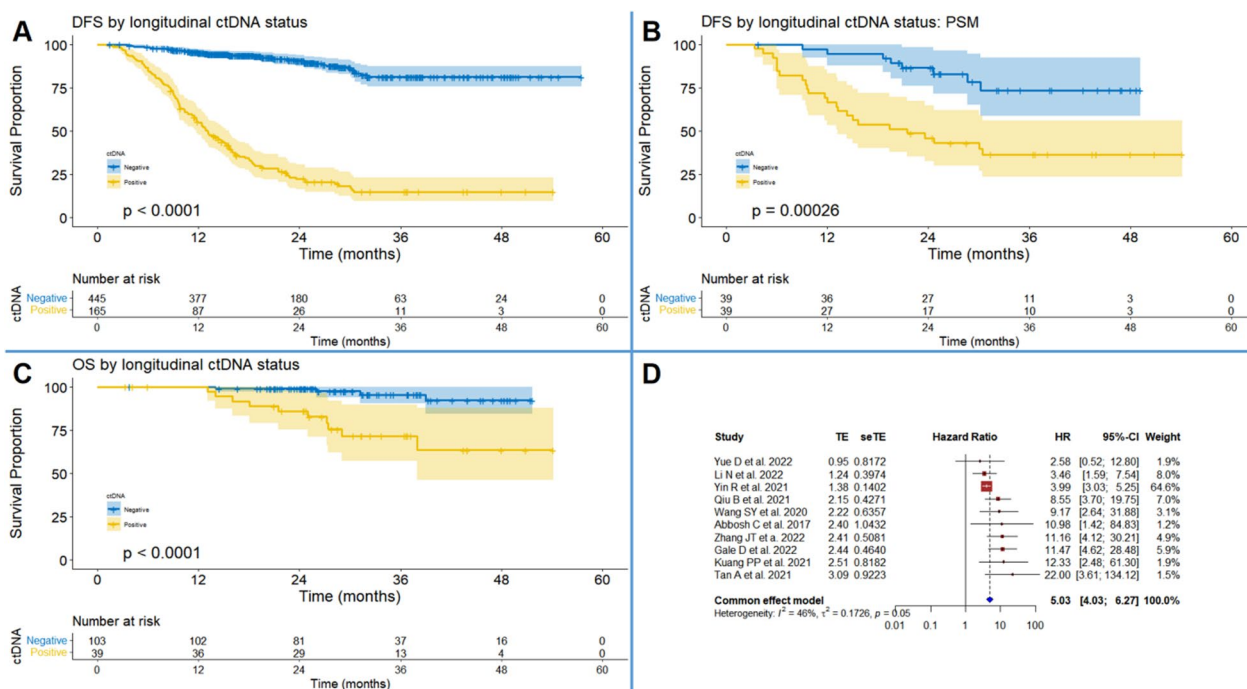 A
DFS by longitudinal ctDNA status
Survival Proportion
100
75
50
25
0
ctDNA
Negative
Positive
p < 0.0001
0 12 24 36 48 60
Time (months)
Number at risk
ctDNA
Negative 445 377 180 63 24 0
Positive 165 87 26 11 3 0
0 12 24 36 48 60
Time (months)
B
DFS by longitudinal ctDNA status: PSM
Survival Proportion
100
75
50
25
0
ctDNA
Negative
Positive
p = 0.00026
0 12 24 36 48 60
Time (months)
Number at risk
ctDNA
Negative 39 36 27 11 3 0
Positive 39 27 17 10 3 0
0 12 24 36 48 60
Time (months)
C
OS by longitudinal ctDNA status
Survival Proportion
100
75
50
25
0
ctDNA
Negative
Positive
p < 0.0001
0 12 24 36 48 60
Time (months)
Number at risk
ctDNA
Negative 103 102 81 37 16 0
Positive 39 36 29 13 4 0
0 12 24 36 48 60
Time (months)
D
Study TE seTE Hazard Ratio HR 95%-CI Weight
Yue D et al. 2022 0.95 0.8172 2.58 [0.52; 12.80] 1.9%
Li N et al. 2022 1.24 0.3974 3.46 [1.59; 7.54] 8.0%
Yin R et al. 2021 1.38 0.1402 3.99 [3.03; 5.25] 64.6%
Qiu B et al. 2021 2.15 0.4271 8.55 [3.70; 19.75] 7.0%
Wang SY et al. 2020 2.22 0.6357 9.17 [2.64; 31.88] 3.1%
Abbosh C et al. 2017 2.40 1.0432 10.98 [1.42; 84.83] 1.2%
Zhang JT et al. 2022 2.41 0.5081 11.16 [4.12; 30.21] 4.9%
Gale D et al. 2022 2.44 0.4640 11.47 [4.62; 28.48] 5.9%
Kuang PP et al. 2021 2.51 0.8182 12.33 [2.48; 61.30] 1.9%
Tan A et al. 2021 3.09 0.9223 22.00 [3.61; 134.12] 1.5%
Common effect model 5.03 [4.03; 6.27] 100.0%
Heterogeneity: I² = 46%, τ² = 0.1726, p = 0.05
0.01 0.1 1 10 100